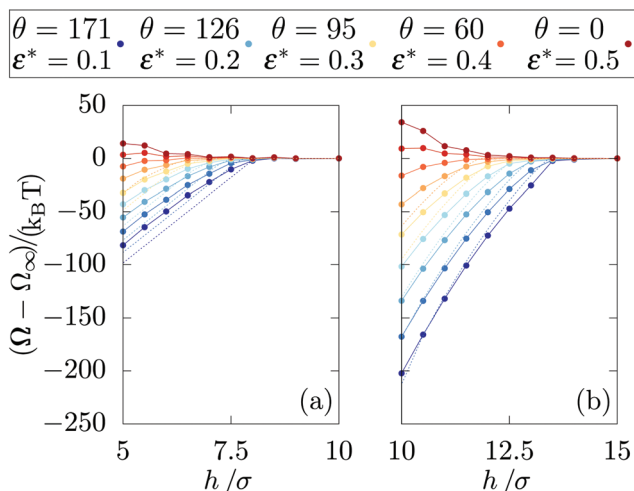 θ = 171 θ = 126 θ = 95 θ = 60 θ = 0
ε* = 0.1 ε* = 0.2 ε* = 0.3 ε* = 0.4 ε* = 0.5
50
0
−50
−100
−150
−200
−250
(Ω − Ω∞)/(kBT)
(a)
(b)
5 7.5 10
10 12.5 15
h/σ
h/σ